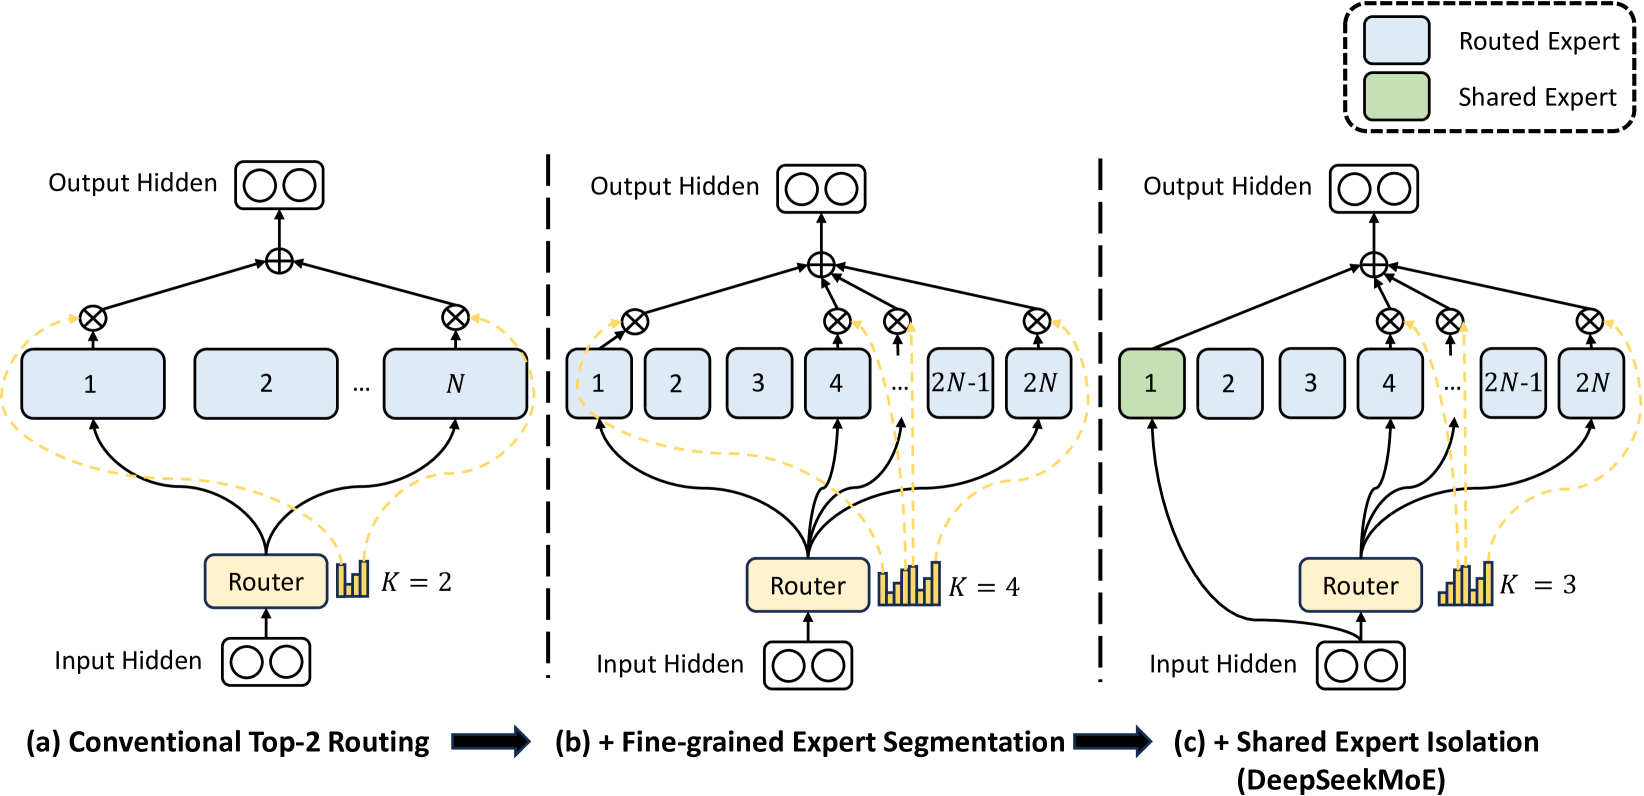 Routed Expert
Shared Expert
Output Hidden
1
2
...
N
Router
K = 2
Input Hidden
(a) Conventional Top-2 Routing
Output Hidden
1
2
3
4
...
2N-1
2N
Router
K = 4
Input Hidden
(b) + Fine-grained Expert Segmentation
Output Hidden
1
2
3
4
...
2N-1
2N
Router
K = 3
Input Hidden
(c) + Shared Expert Isolation
(DeepSeekMoE)